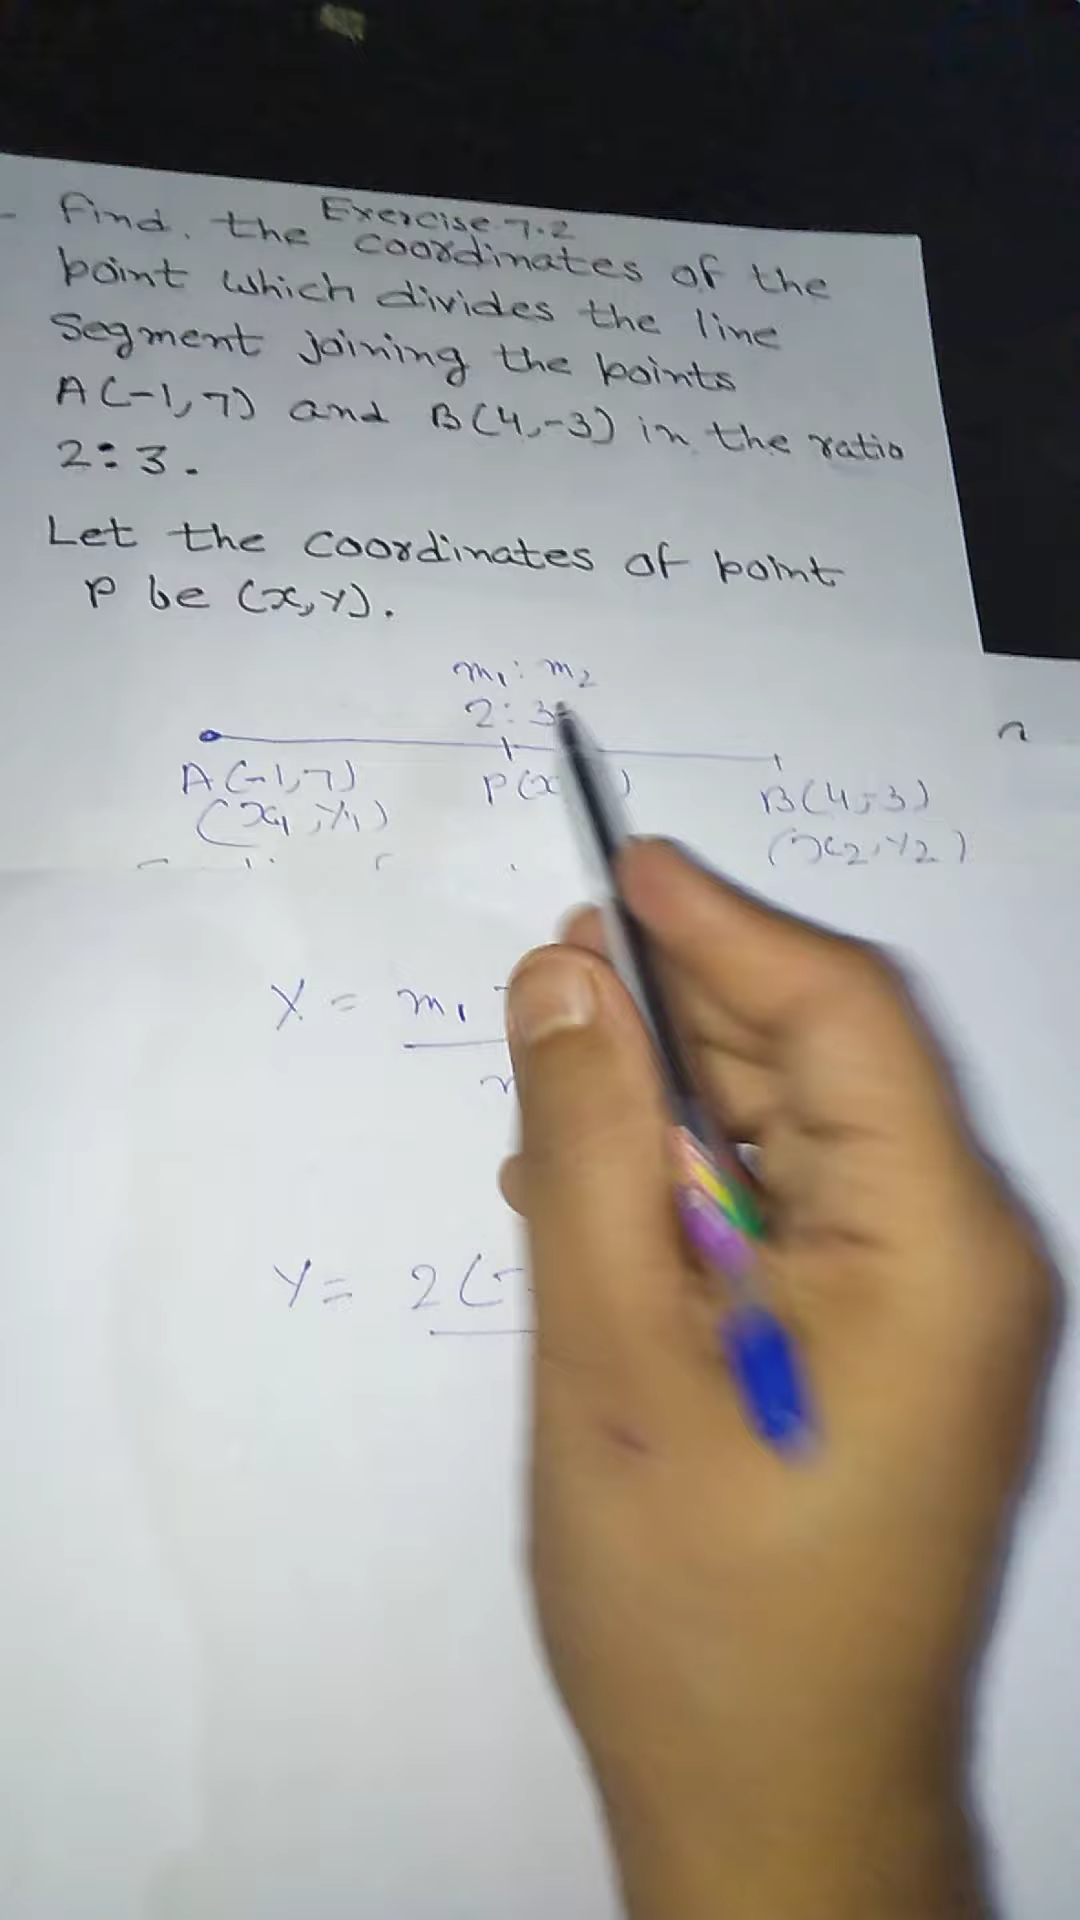 Exercise 7.2
Find. the coordinates of the
point which divides the line
Segment joining the points
A(-1,7) and B(4,-3) in the ratio
2:3.
Let the coordinates of point
P be (x,y).
m1 : m2
2 : 3
A(-1,7) P(x B(4,-3)
(x1, y1) (x2, y2)
X = m1
Y = 2(-